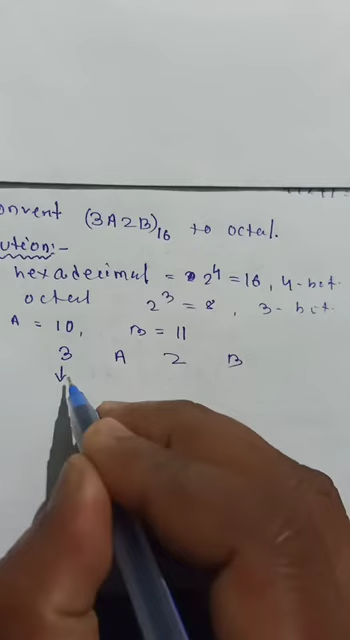 onvert (3A2B)16 to octal.
ution:-
hexadecimal = 2^4 = 16, 4-bit.
octal 2^3 = 8, 3-bit.
A = 10, B = 11
3 A 2 B
↓